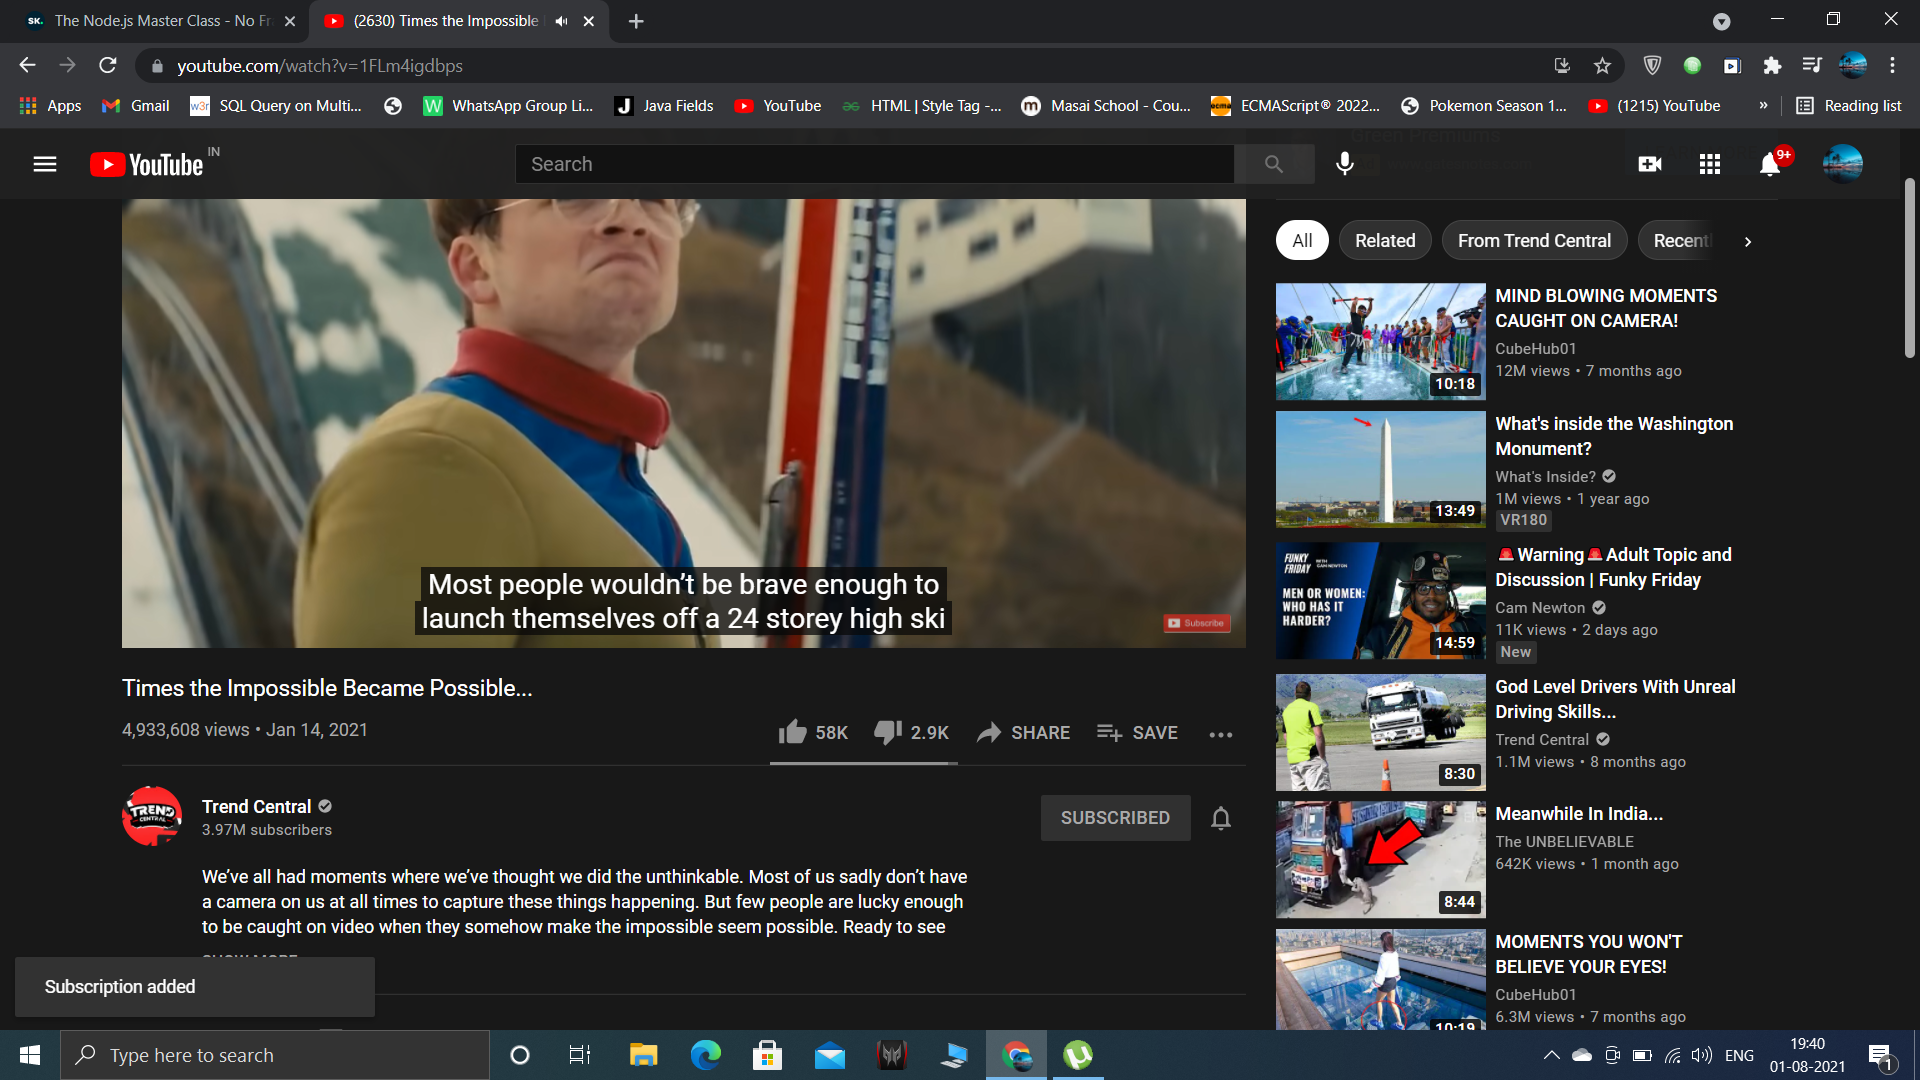 The Node.js Master Class - No Fr
(2630) Times the Impossible
youtube.com/watch?v=1FLm4igdbps
Apps
Gmail
SQL Query on Multi...
WhatsApp Group Li...
Java Fields
YouTube
HTML | Style Tag -...
Masai School - Cou...
ECMAScript® 2022...
Pokemon Season 1...
(1215) YouTube
»
Reading list
YouTube IN
Search
9+
Green Premiums
All
Related
From Trend Central
Recent
Most people wouldn't be brave enough to
launch themselves off a 24 storey high ski
Subscribe
Times the Impossible Became Possible...
4,933,608 views • Jan 14, 2021
58K
2.9K
SHARE
SAVE
TREND
CENTRAL
Trend Central
3.97M subscribers
SUBSCRIBED
We've all had moments where we've thought we did the unthinkable. Most of us sadly don't have
a camera on us at all times to capture these things happening. But few people are lucky enough
to be caught on video when they somehow make the impossible seem possible. Ready to see
SHOW MORE
Subscription added
10:18
MIND BLOWING MOMENTS
CAUGHT ON CAMERA!
CubeHub01
12M views • 7 months ago
13:49
What's inside the Washington
Monument?
What's Inside?
1M views • 1 year ago
VR180
FUNKY
FRIDAY
WITH
CAM NEWTON
MEN OR WOMEN:
WHO HAS IT
HARDER?
14:59
🚨Warning🚨Adult Topic and
Discussion | Funky Friday
Cam Newton
11K views • 2 days ago
New
8:30
God Level Drivers With Unreal
Driving Skills...
Trend Central
1.1M views • 8 months ago
8:44
Meanwhile In India...
The UNBELIEVABLE
642K views • 1 month ago
10:19
MOMENTS YOU WON'T
BELIEVE YOUR EYES!
CubeHub01
6.3M views • 7 months ago
Type here to search
ENG
19:40
01-08-2021
1